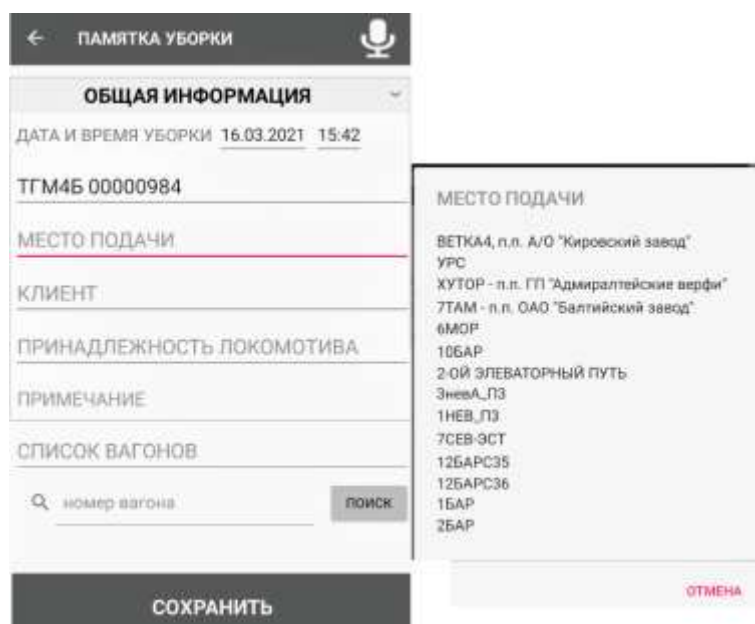 ПАМЯТКА УБОРКИ
ОБЩАЯ ИНФОРМАЦИЯ
ДАТА И ВРЕМЯ УБОРКИ 16.03.2021 15:42
ТГМ4Б 00000984
МЕСТО ПОДАЧИ
КЛИЕНТ
ПРИНАДЛЕЖНОСТЬ ЛОКОМОТИВА
ПРИМЕЧАНИЕ
СПИСОК ВАГОНОВ
номер вагона ПОИСК
СОХРАНИТЬ
МЕСТО ПОДАЧИ
ВЕТКА4, п.п. А/О "Кировский завод"
УРС
ХУТОР - п.п. ГП "Адмиралтейские верфи"
7ТАМ - п.п. ОАО "Балтийский завод"
6МОР
10БАР
2-ОЙ ЭЛЕВАТОРНЫЙ ПУТЬ
3невА_П3
1НЕВ_П3
7СЕВ-ЭСТ
12БАРС35
12БАРС36
1БАР
2БАР
ОТМЕНА